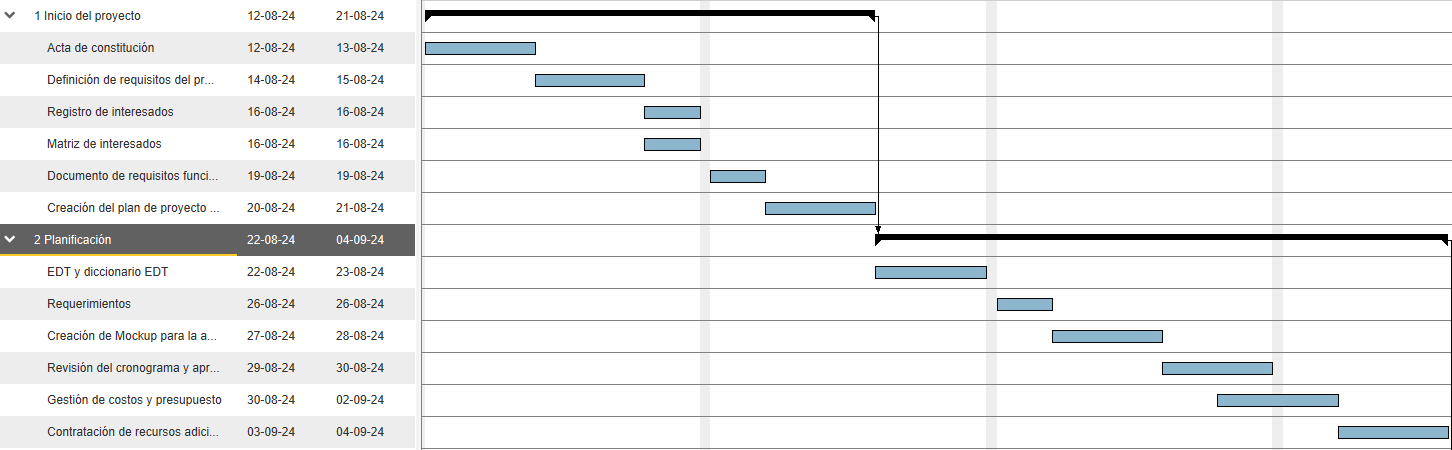 1 Inicio del proyecto 12-08-24 21-08-24
Acta de constitución 12-08-24 13-08-24
Definición de requisitos del pr... 14-08-24 15-08-24
Registro de interesados 16-08-24 16-08-24
Matriz de interesados 16-08-24 16-08-24
Documento de requisitos funci... 19-08-24 19-08-24
Creación del plan de proyecto ... 20-08-24 21-08-24
2 Planificación 22-08-24 04-09-24
EDT y diccionario EDT 22-08-24 23-08-24
Requerimientos 26-08-24 26-08-24
Creación de Mockup para la a... 27-08-24 28-08-24
Revisión del cronograma y apr... 29-08-24 30-08-24
Gestión de costos y presupuesto 30-08-24 02-09-24
Contratación de recursos adici... 03-09-24 04-09-24